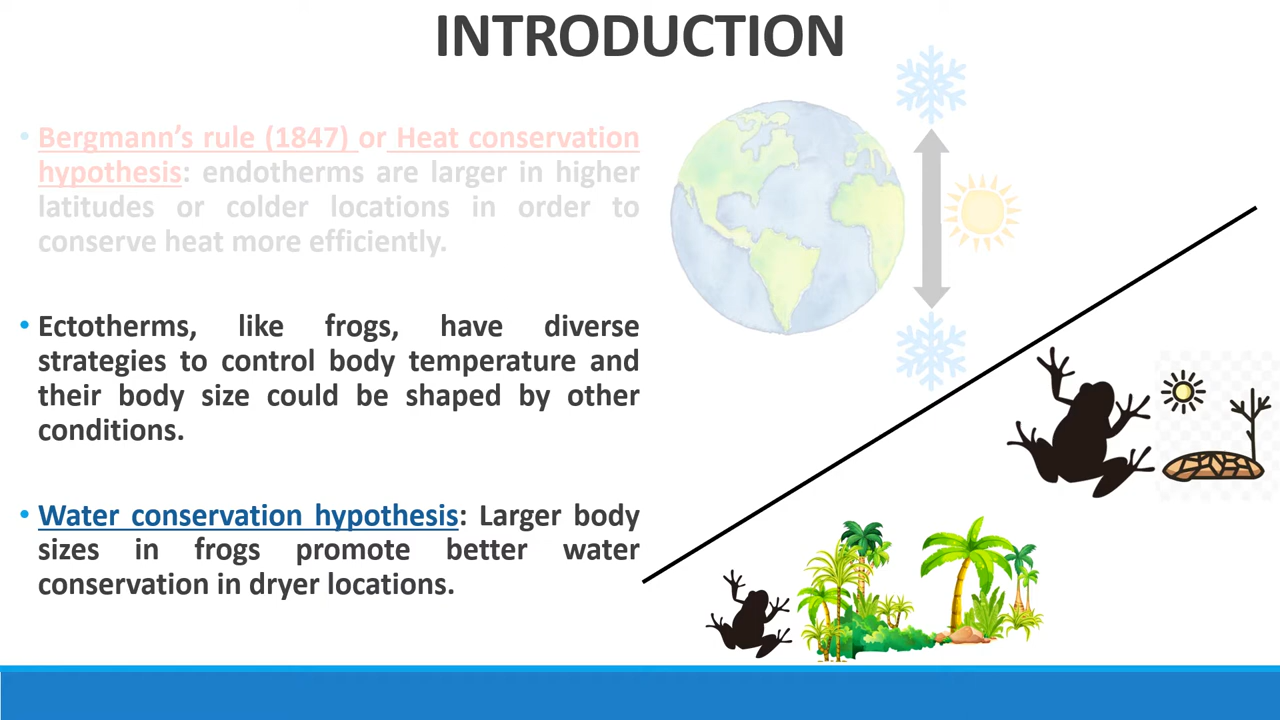 INTRODUCTION
• Bergmann’s rule (1847) or Heat conservation
hypothesis: endotherms are larger in higher
latitudes or colder locations in order to
conserve heat more efficiently.
• Ectotherms, like frogs, have diverse
strategies to control body temperature and
their body size could be shaped by other
conditions.
• Water conservation hypothesis: Larger body
sizes in frogs promote better water
conservation in dryer locations.